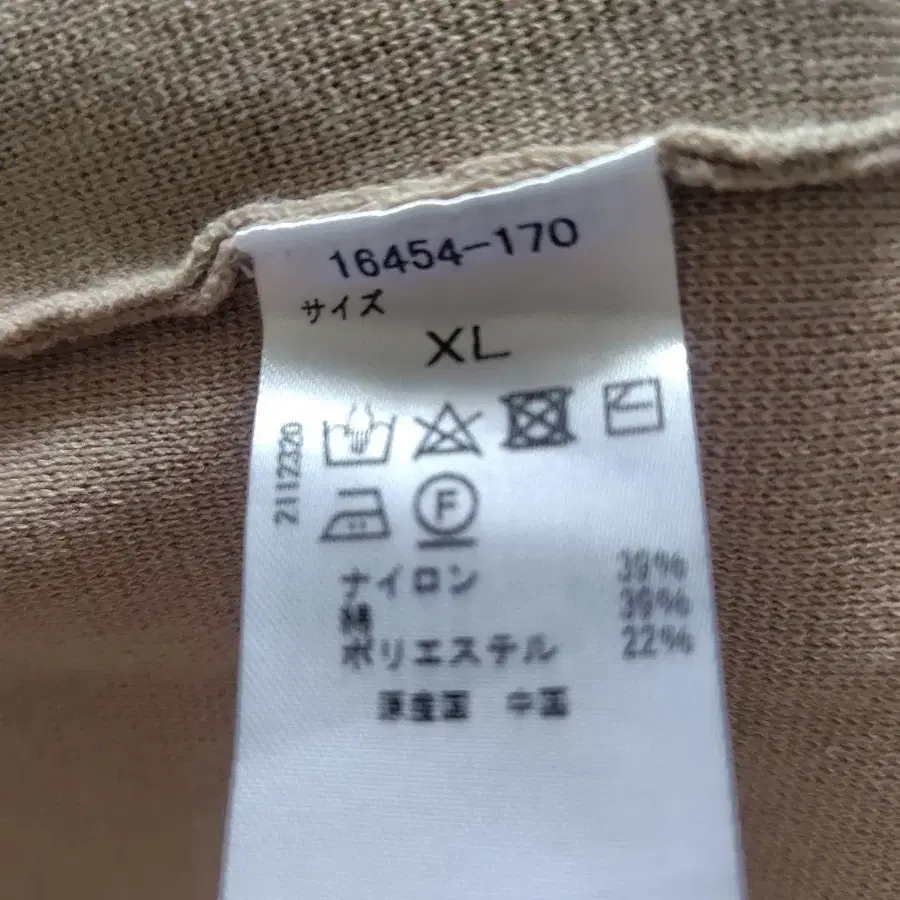 16454-170
サイズ
XL
2112320
F
ナイロン 39%
綿 39%
ポリエステル 22%
原産国 中国